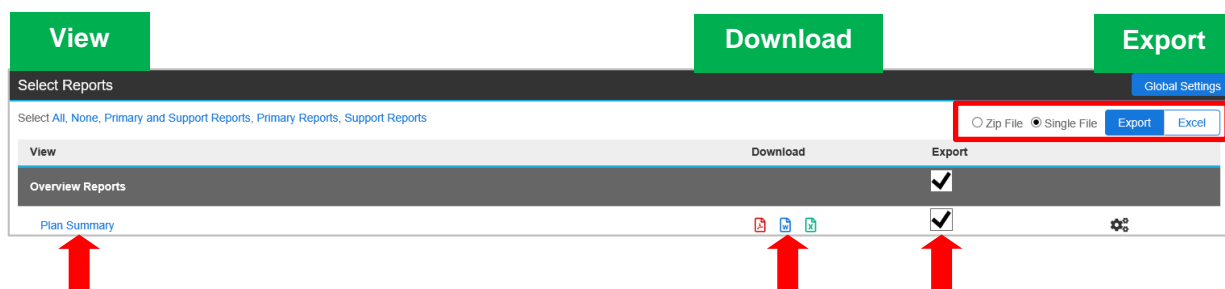 View Download Export
Select Reports Global Settings
Select All, None, Primary and Support Reports, Primary Reports, Support Reports Zip File Single File Export Excel
View Download Export
Overview Reports
Plan Summary